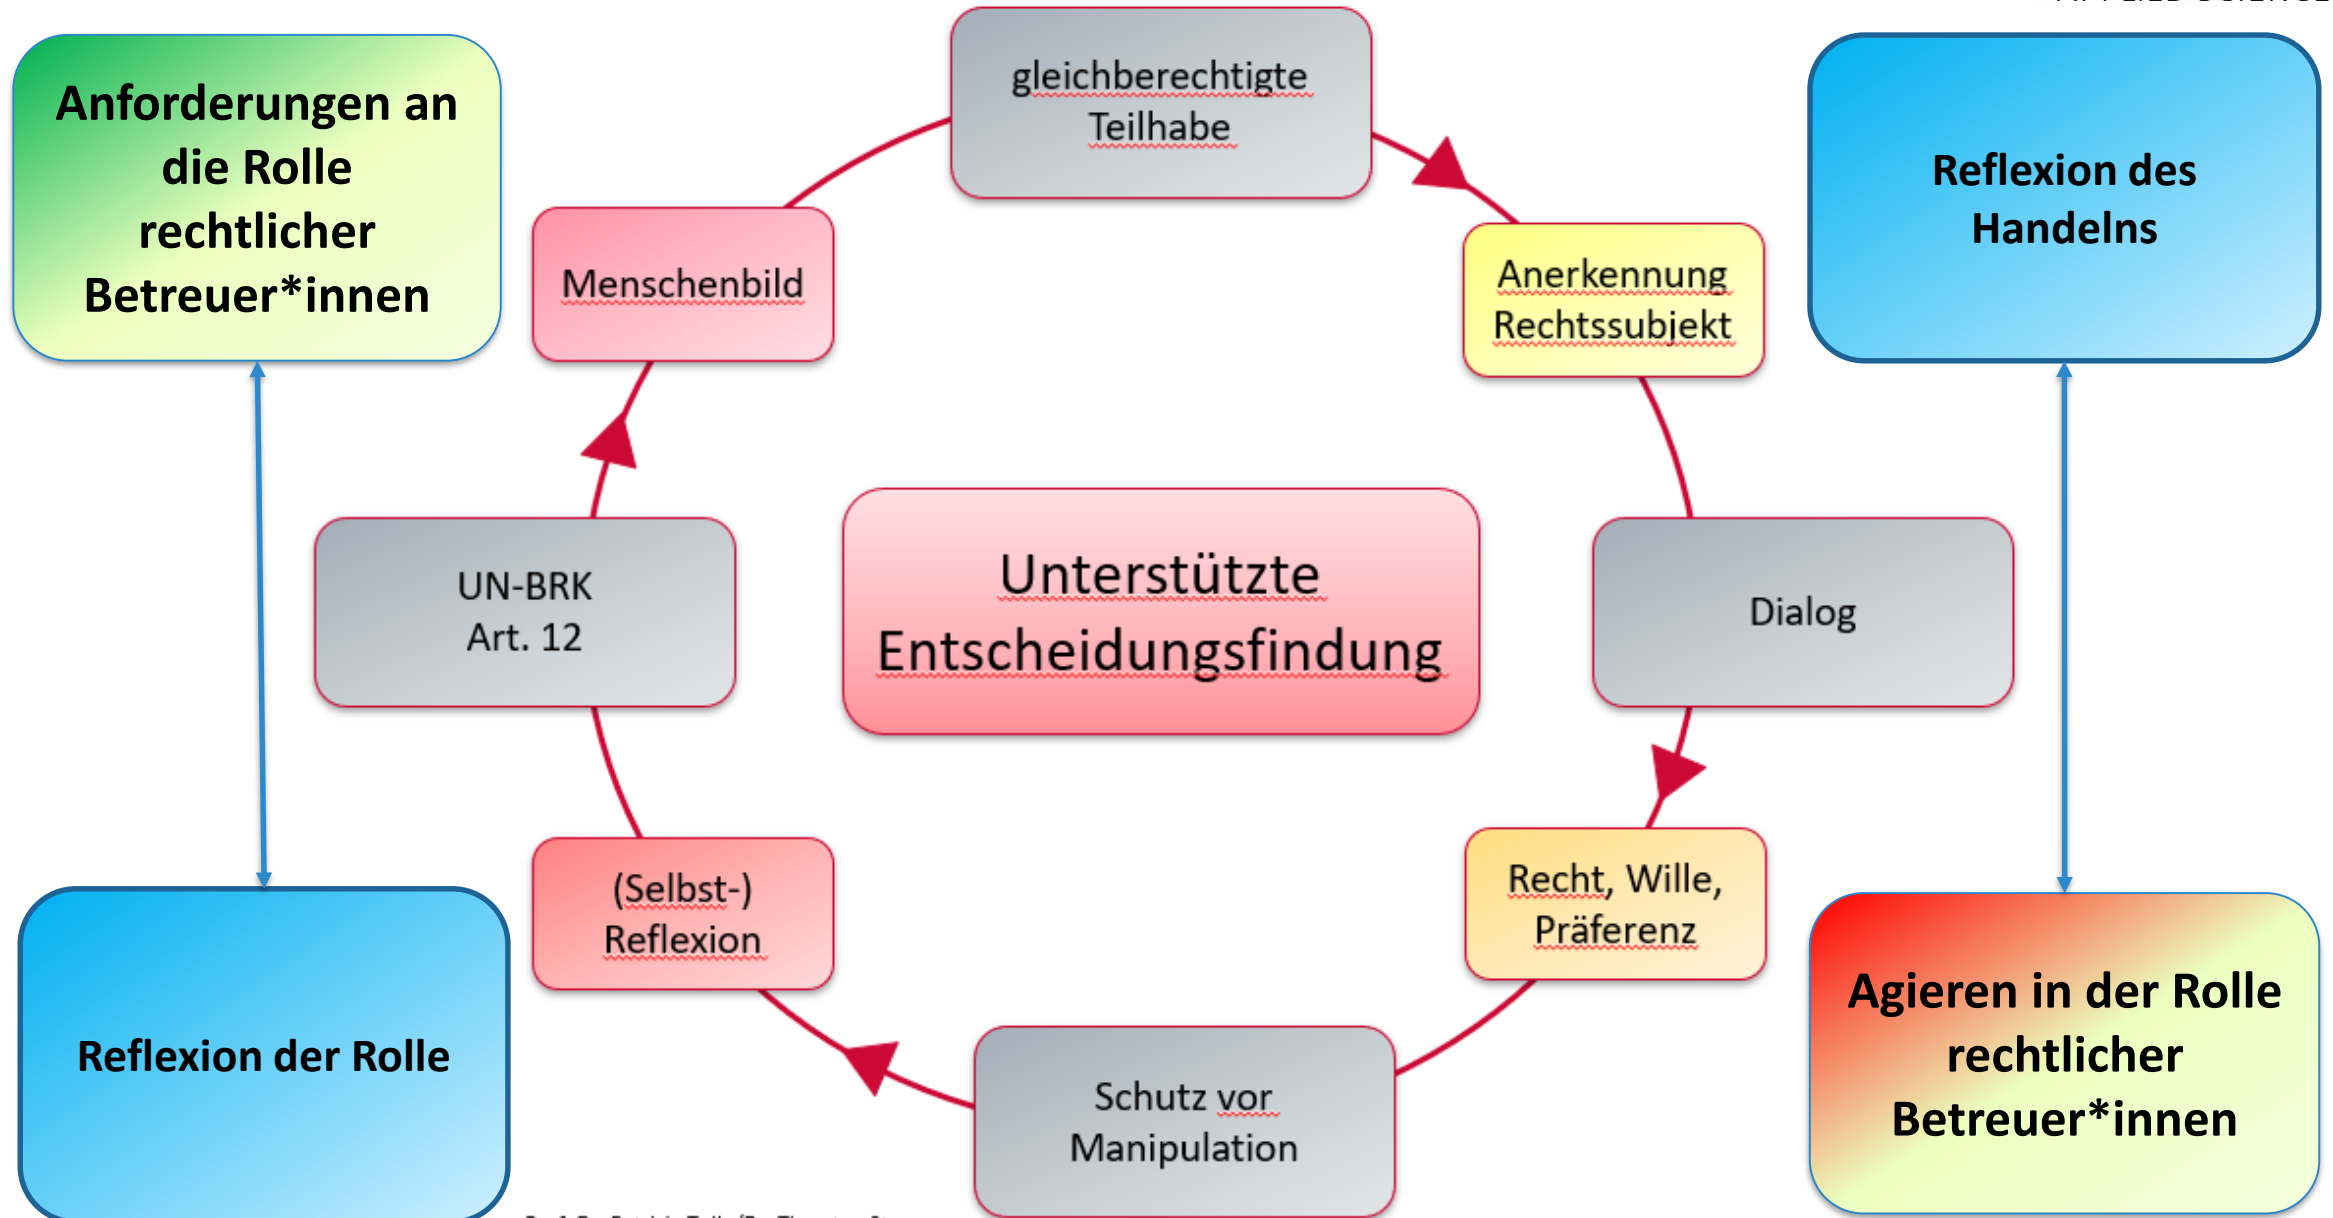 Anforderungen an
die Rolle
rechtlicher
Betreuer*innen
gleichberechtigte
Teilhabe
Reflexion des
Handelns
Menschenbild
Anerkennung
Rechtssubjekt
UN-BRK
Art. 12
Unterstützte
Entscheidungsfindung
Dialog
(Selbst-)
Reflexion
Recht, Wille,
Präferenz
Reflexion der Rolle
Schutz vor
Manipulation
Agieren in der Rolle
rechtlicher
Betreuer*innen